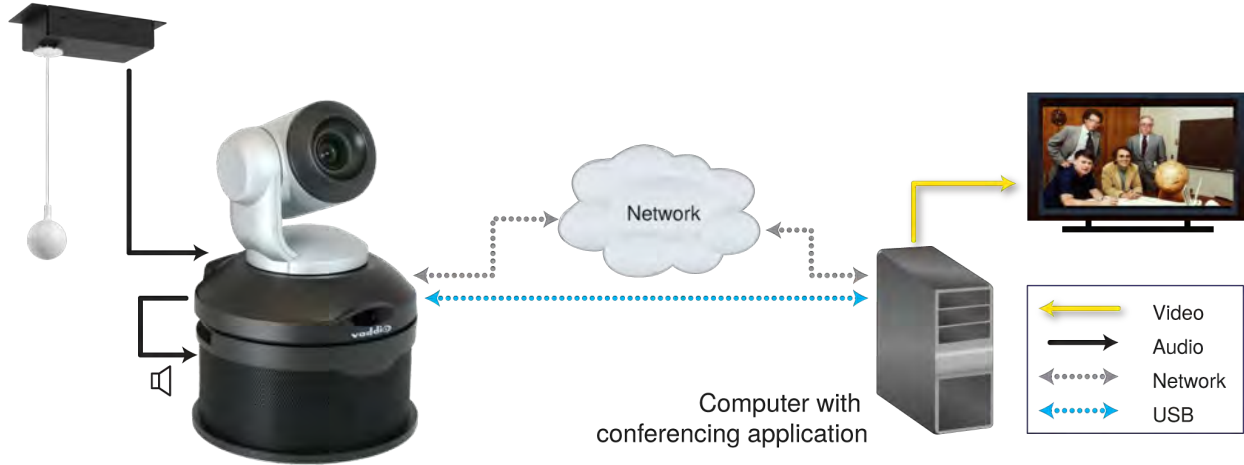 Network
vaddio
Computer with
conferencing application
Video
Audio
Network
USB